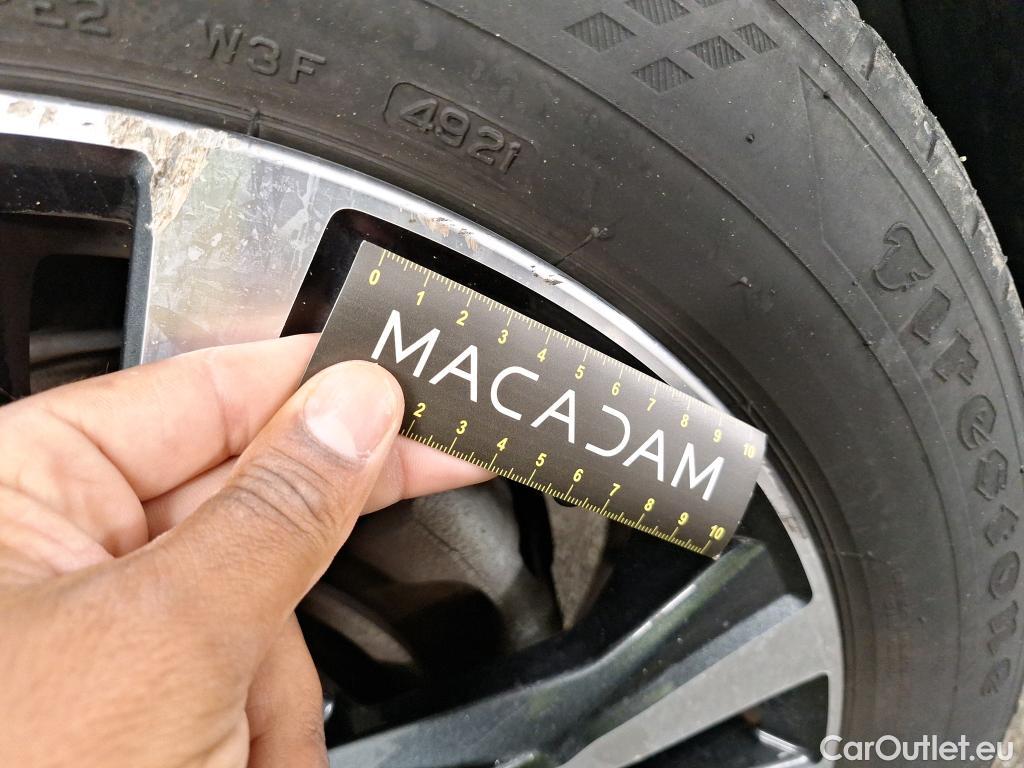 W3F
4921
Firestone
0 1 2 3 4 5 6 7 8 9 10
MACADAM
2 3 4 5 6 7 8 9 10
CarOutlet.eu